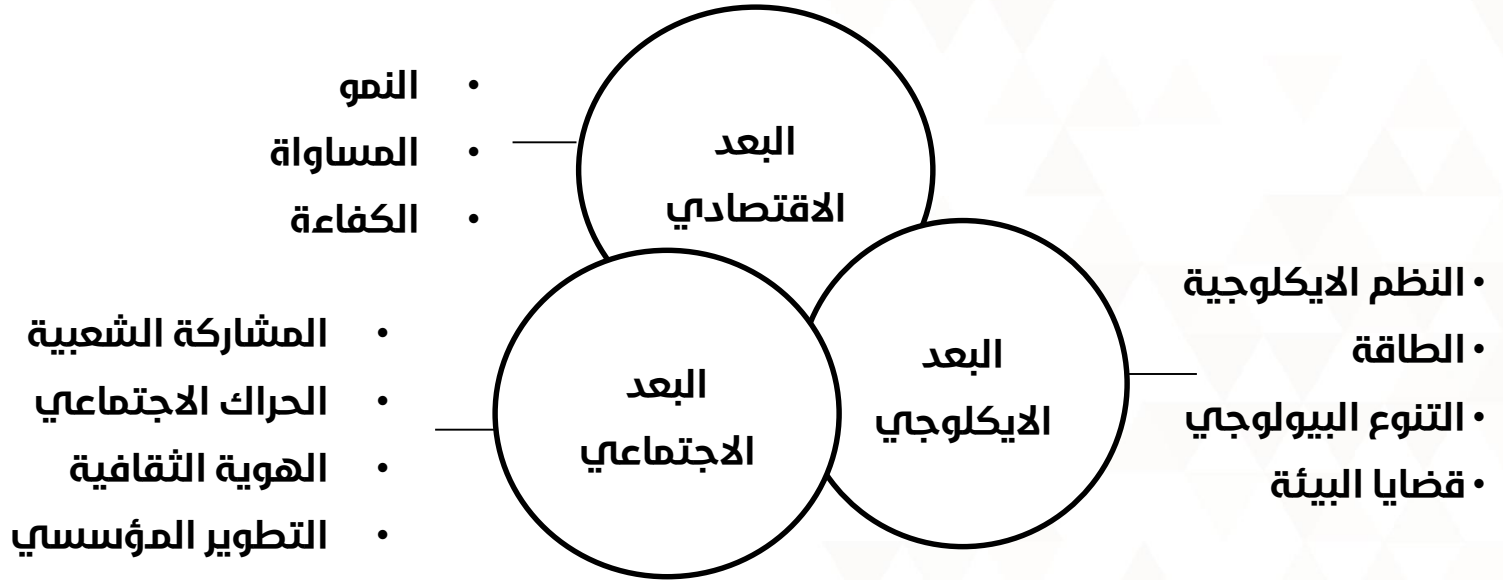 البعد
الاقتصادي
النمو
المساواة
الكفاءة
البعد
الايكلوجي
النظم الايكلوجية
الطاقة
التنوع البيولوجي
قضايا البيئة
البعد
الاجتماعي
المشاركة الشعبية
الحراك الاجتماعي
الهوية الثقافية
التطوير المؤسسي